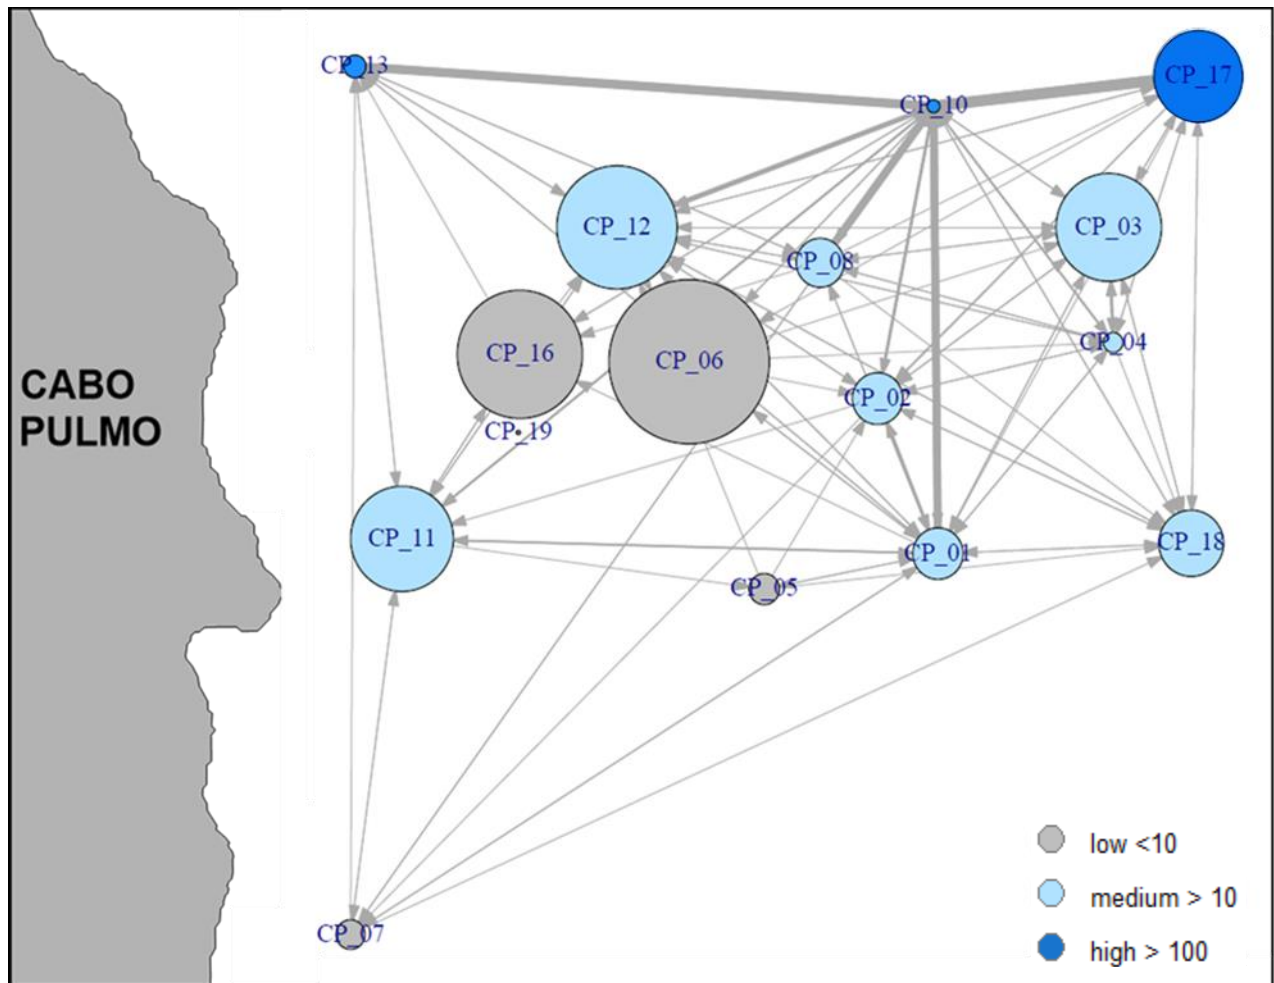 CP_13
CP_17
CP_10
CP_12
CP_03
CP_08
CP_04
CP_16
CP_06
CABO
PULMO
CP_02
CP_19
CP_11
CP_01
CP_18
CP_05
low <10
medium > 10
CP_07
high > 100